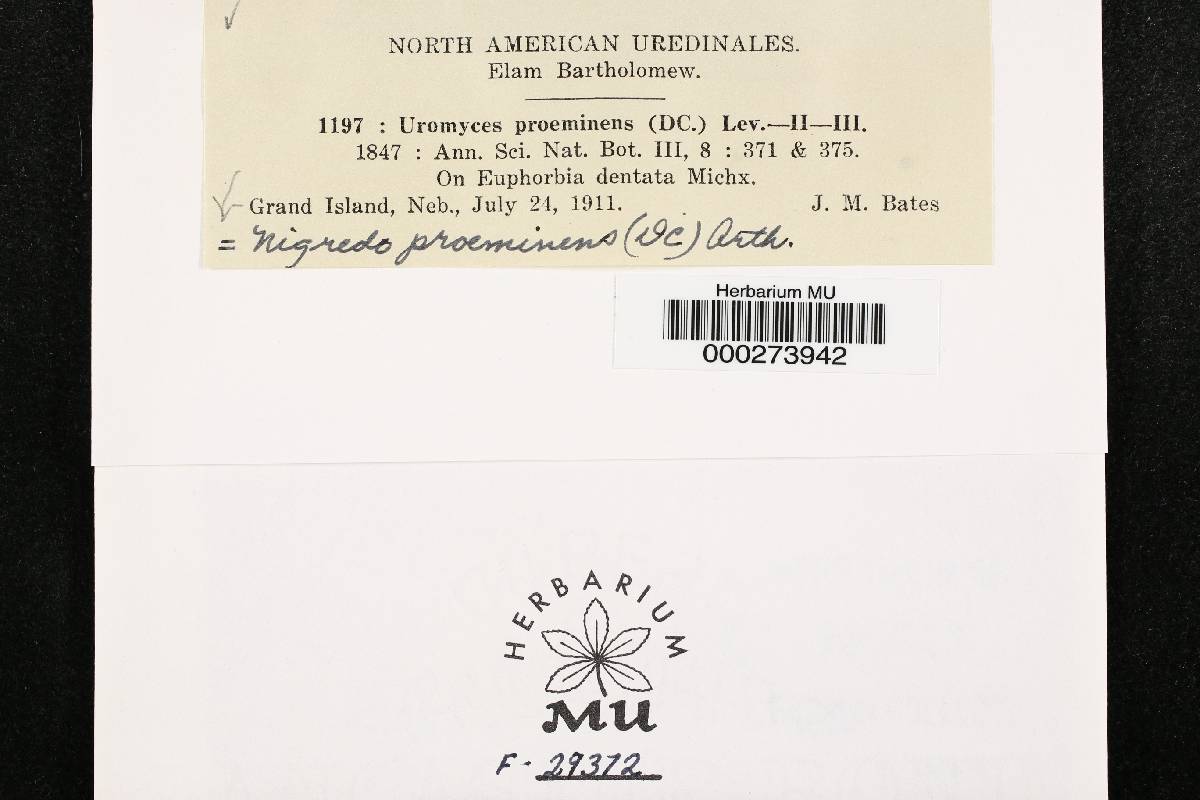 NORTH AMERICAN UREDINALES.
Elam Bartholomew.
1197 : Uromyces proeminens (DC.) Lev.—II—III.
1847 : Ann. Sci. Nat. Bot. III, 8 : 371 & 375.
On Euphorbia dentata Michx.
Grand Island, Neb., July 24, 1911. J. M. Bates
= Nigredo proeminens (DC) Arth.
Herbarium MU
000273942
HERBARIUM
MU
F- 29372